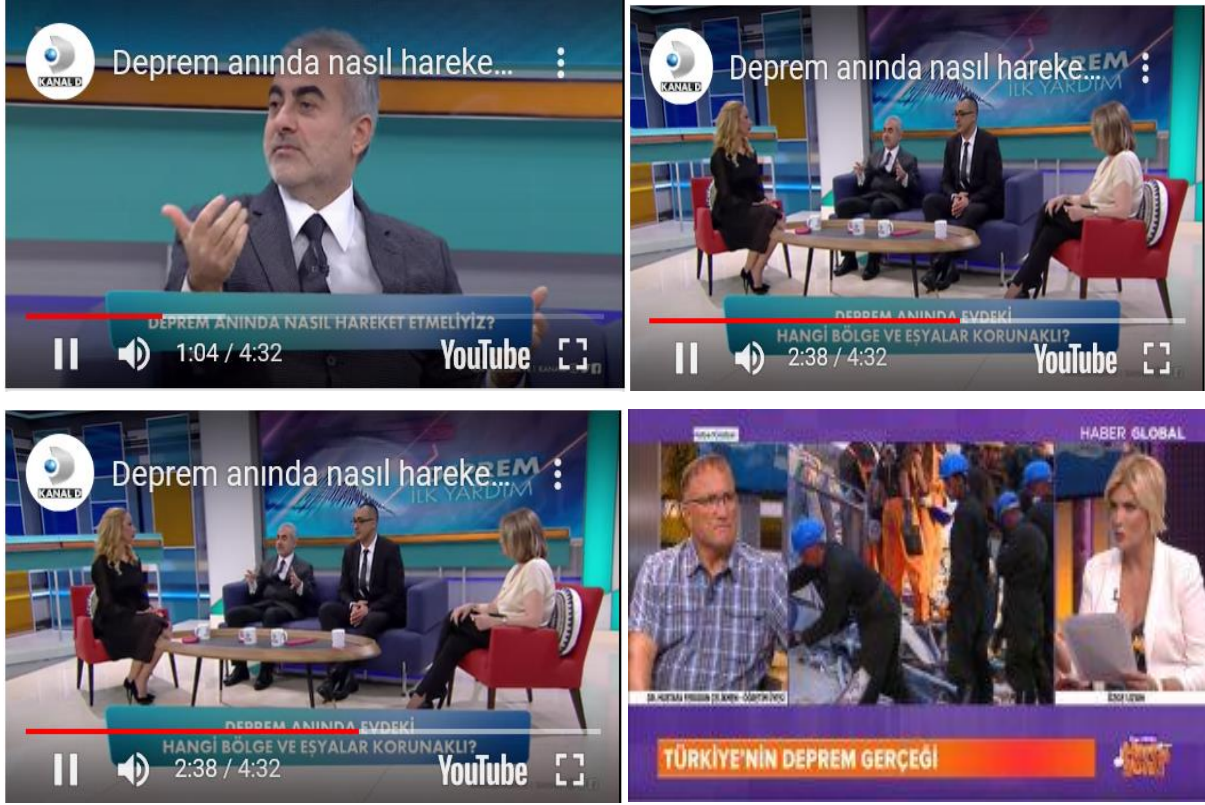 KANAL D
Deprem anında nasıl hareke...
DEPREM ANINDA NASIL HAREKET ETMELİYİZ?
1:04 / 4:32
YouTube
KANAL D
Deprem anında nasıl hareke...
İLK YARDIM
DEPREM ANINDA EVDEKİ
HANGİ BÖLGE VE EŞYALAR KORUNAKLI?
2:38 / 4:32
YouTube
KANAL D
Deprem anında nasıl hareke...
İLK YARDIM
DEPREM ANINDA EVDEKİ
HANGİ BÖLGE VE EŞYALAR KORUNAKLI?
2:38 / 4:32
YouTube
HABER GLOBAL
TÜRKİYE'NİN DEPREM GERÇEĞİ